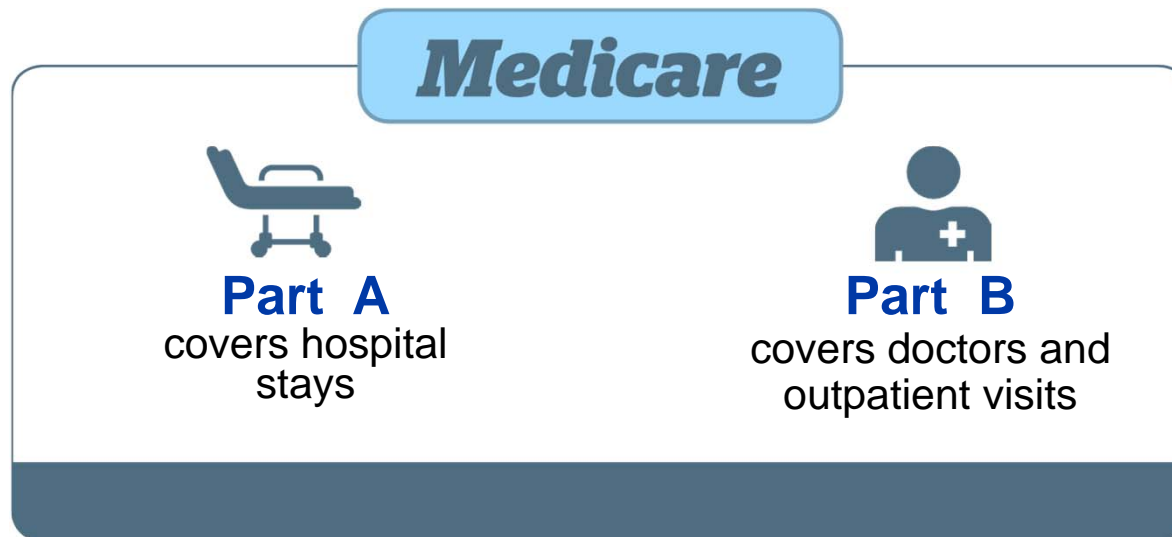 Medicare
Part A
covers hospital
stays
Part B
covers doctors and
outpatient visits